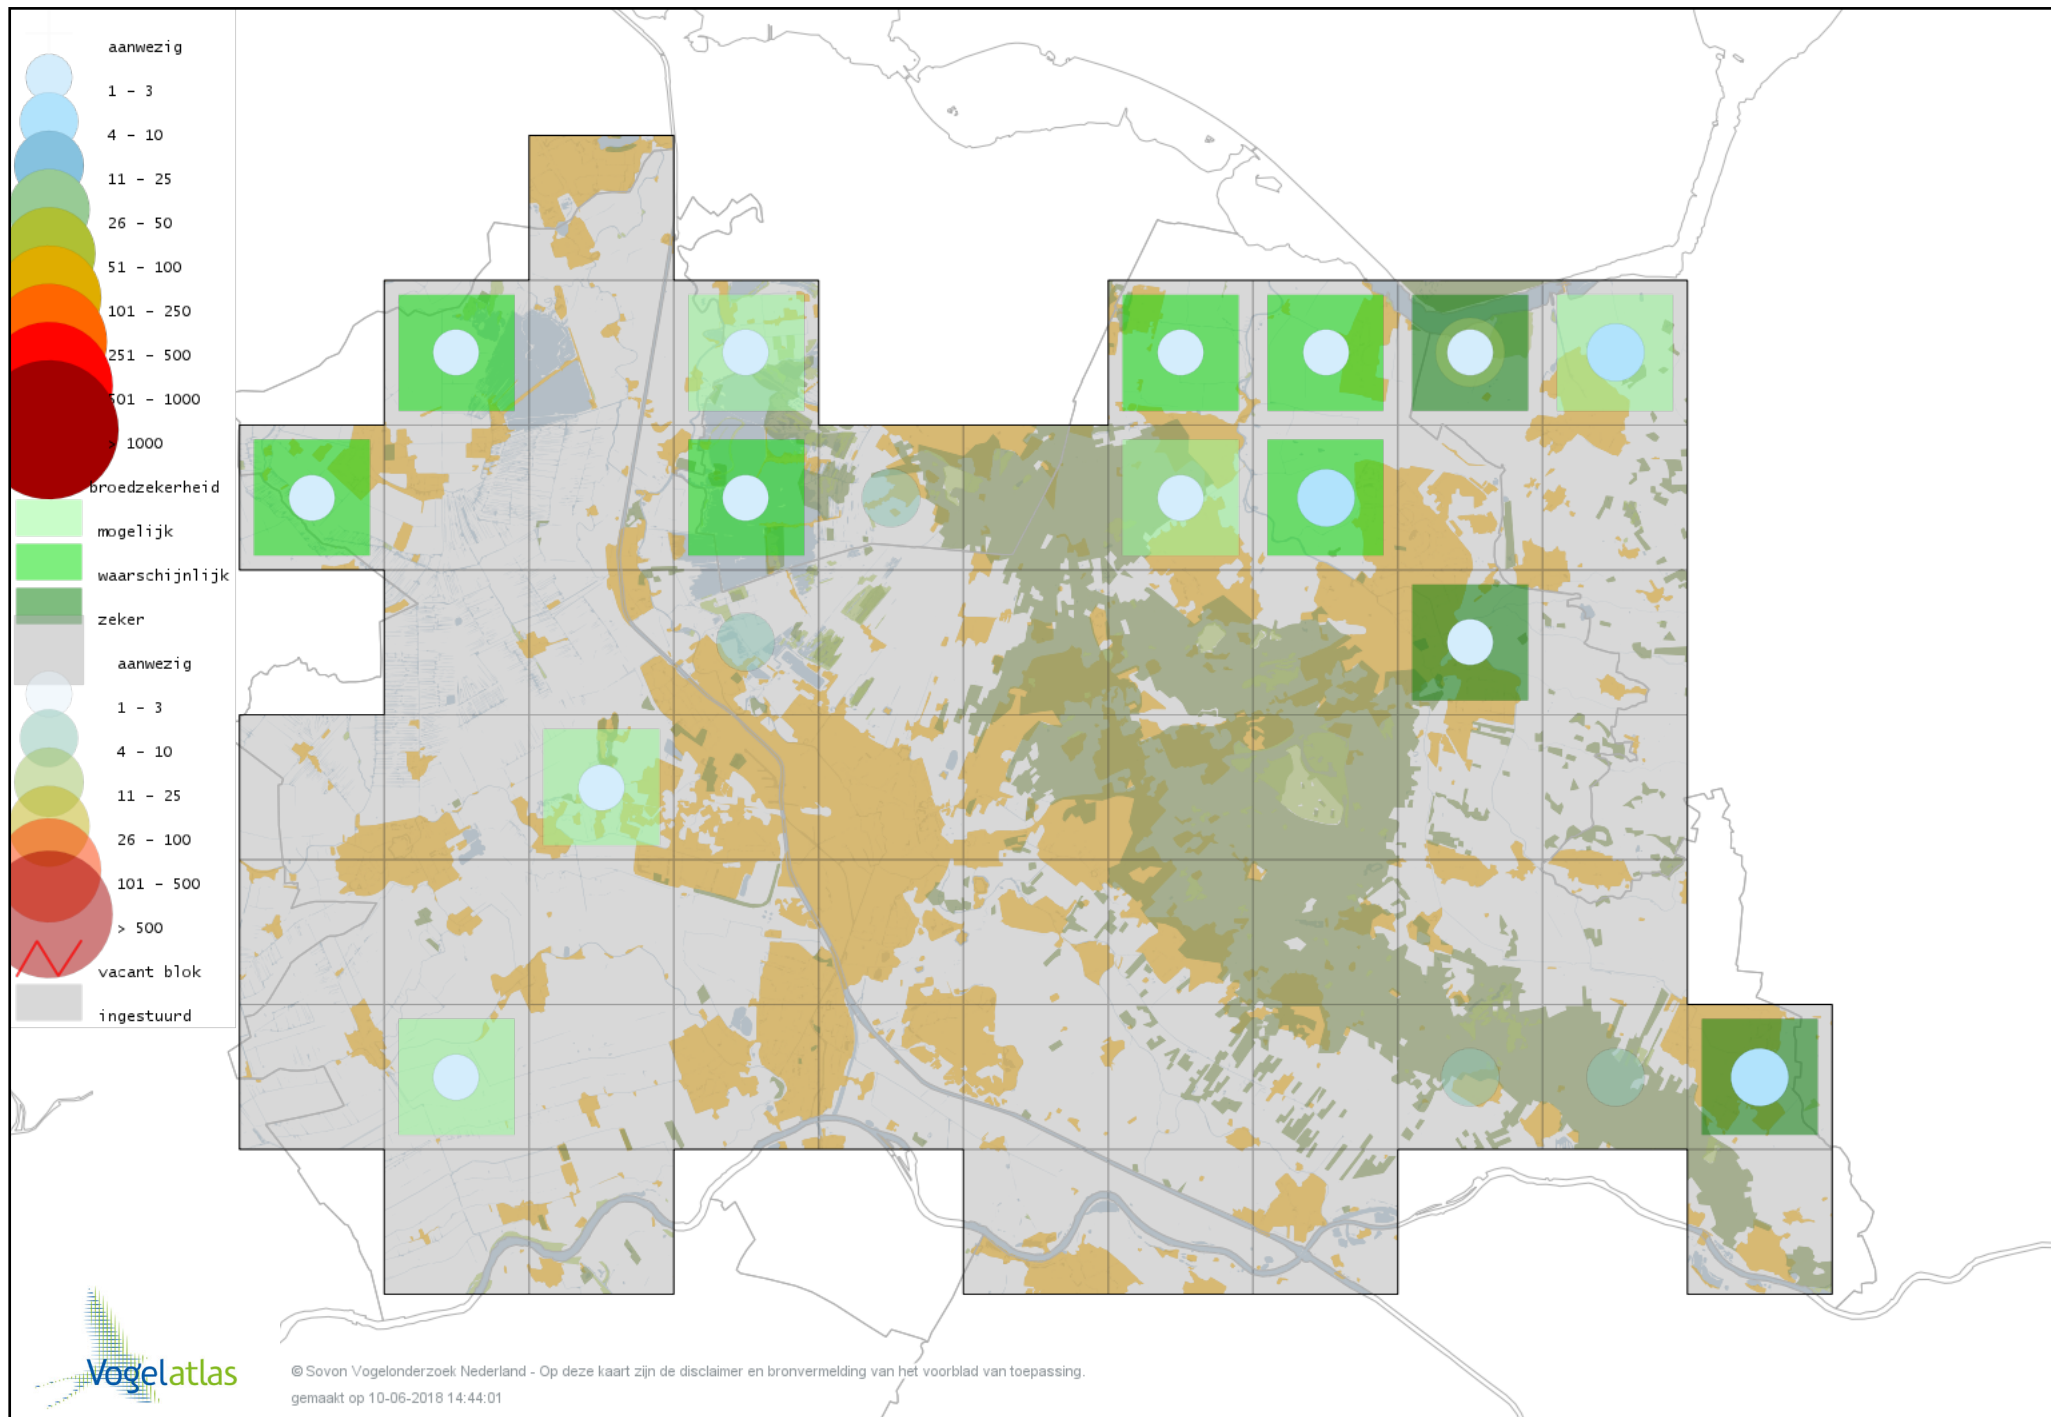 aanwezig
1 - 3
4 - 10
11 - 25
26 - 50
51 - 100
101 - 250
251 - 500
501 - 1000
> 1000
broedzekerheid
mogelijk
waarschijnlijk
zeker
aanwezig
1 - 3
4 - 10
11 - 25
26 - 100
101 - 500
> 500
vacant blok
ingestuurd
Vogelatlas
© Sovon Vogelonderzoek Nederland - Op deze kaart zijn de disclaimer en bronvermelding van het voorblad van toepassing.
gemaakt op 10-06-2018 14:44:01